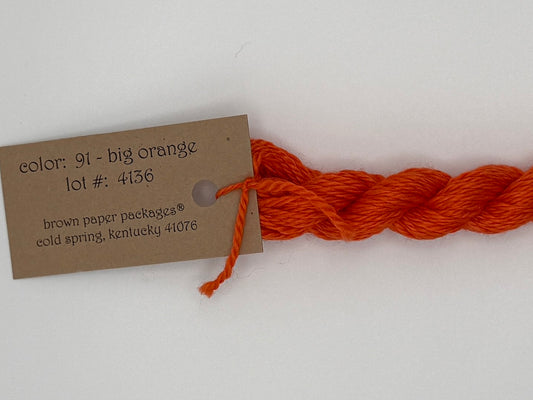 color: 91 - big orange
lot #: 4136
brown paper packages®
cold spring, kentucky 41076